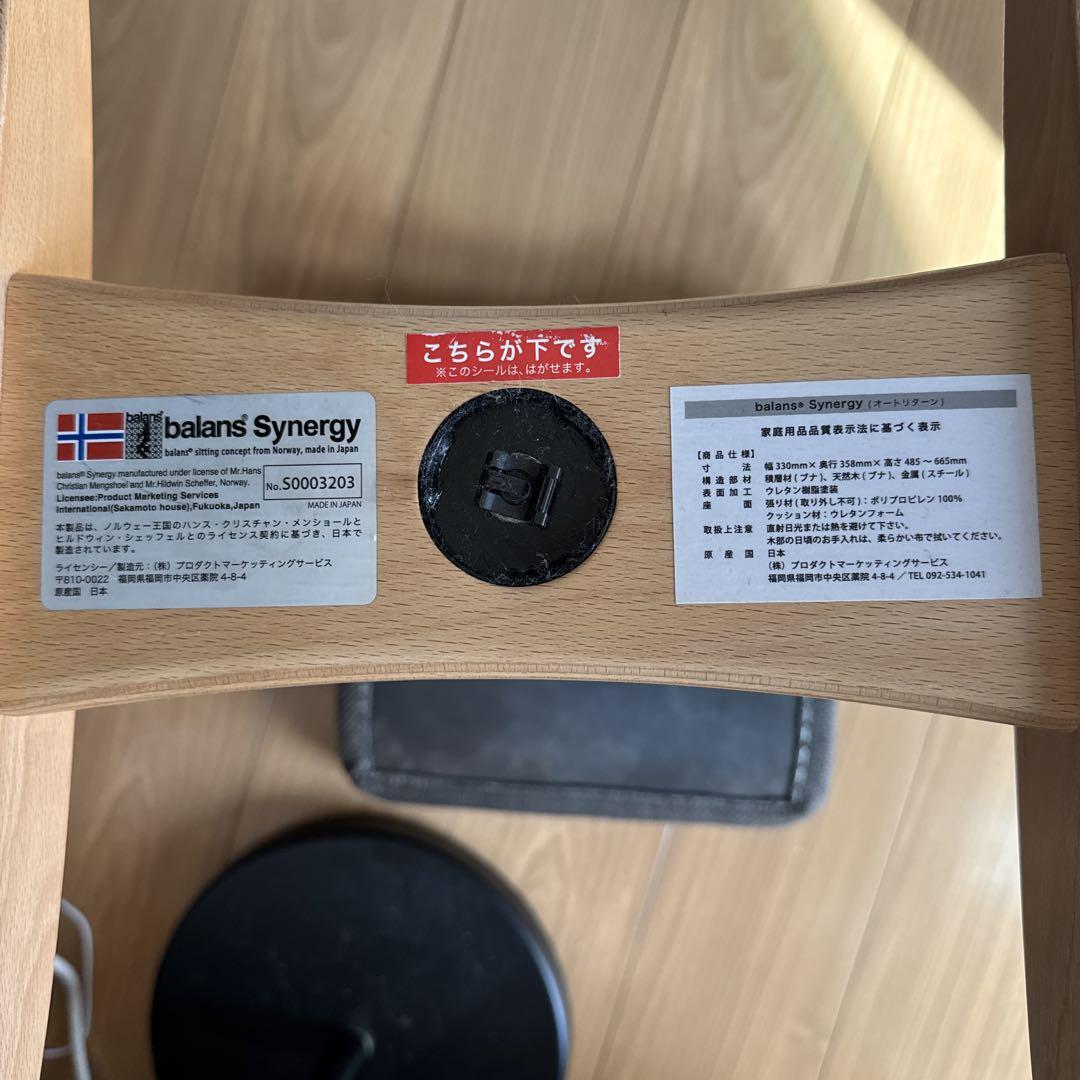 こちらが下です
※このシールは、はがせます。
balans®
balans® Synergy
balans® sitting concept from Norway, made in Japan
balans® Synergy manufactured under license of Mr.Hans
Christian Mengshoel and Mr.Hildwin Scheffer, Norway.
Licensee:Product Marketing Services
International(Sakamoto house),Fukuoka,Japan
No.S0003203
MADE IN JAPAN
本製品は、ノルウェー王国のハンス・クリスチャン・メンショールと
ヒルドウィン・シェッフェルとのライセンス契約に基づき、日本で
製造されています。
ライセンシー/製造元:(株)プロダクトマーケッティングサービス
〒810-0022 福岡県福岡市中央区薬院 4-8-4
原産国 日本
balans® Synergy (オートリターン)
家庭用品品質表示法に基づく表示
【商品仕様】
寸法 幅330mm×奥行358mm×高さ485〜665mm
構造部材 積層材(ブナ)、天然木(ブナ)、金属(スチール)
表面加工 ウレタン樹脂塗装
座面 張り材(取り外し不可):ポリプロピレン100%
クッション材:ウレタンフォーム
取扱上注意 直射日光または熱を避けて下さい。
木部の日頃のお手入れは、柔らかい布で拭いてください。
原産国 日本
(株)プロダクトマーケッティングサービス
福岡県福岡市中央区薬院 4-8-4/TEL 092-534-1041